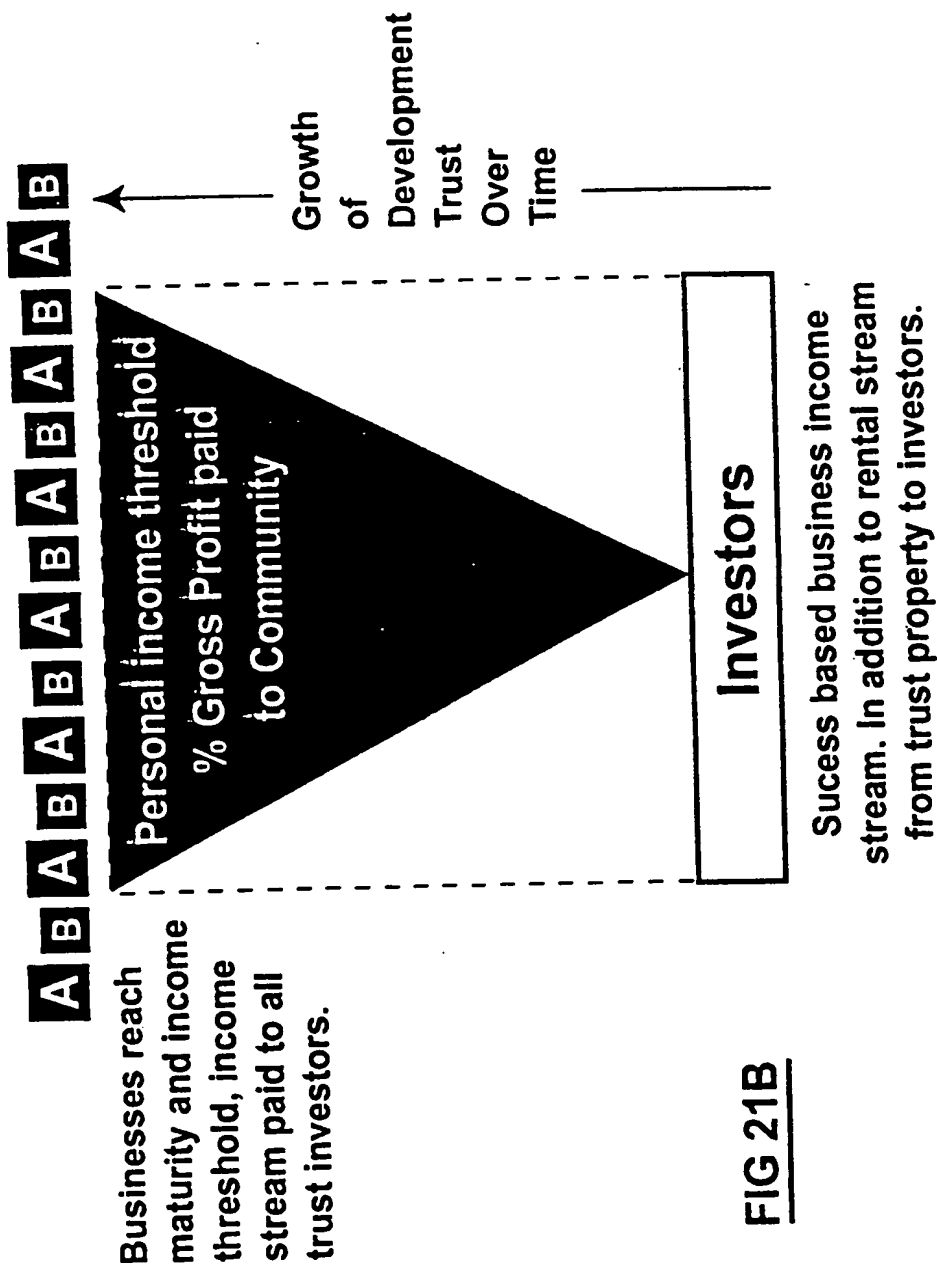 A B A B A B A B A B A B A B
Businesses reach
maturity and income
threshold, income
stream paid to all
trust investors.
Personal income threshold
% Gross Profit paid
to Community
Growth
of
Development
Trust
Over
Time
Investors
Sucess based business income
stream. In addition to rental stream
from trust property to investors.
FIG 21B